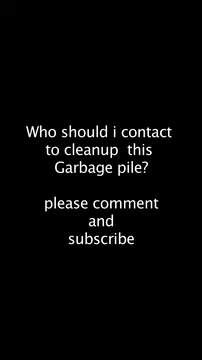 Who should i contact
to cleanup this
Garbage pile?
please comment
and
subscribe